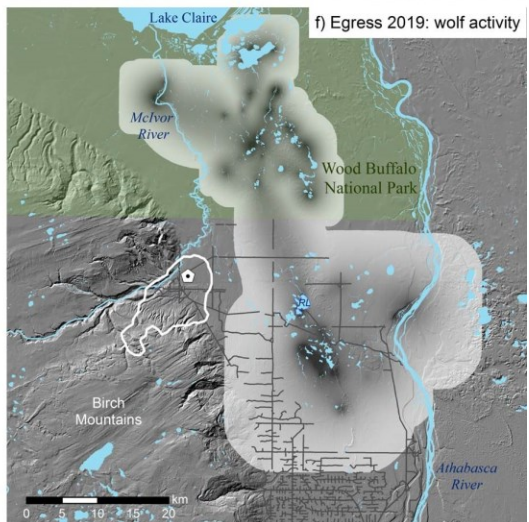 Lake Claire
f) Egress 2019: wolf activity
McIvor
River
Wood Buffalo
National Park
RL
Birch
Mountains
Athabasca
River
km
0 5 10 20